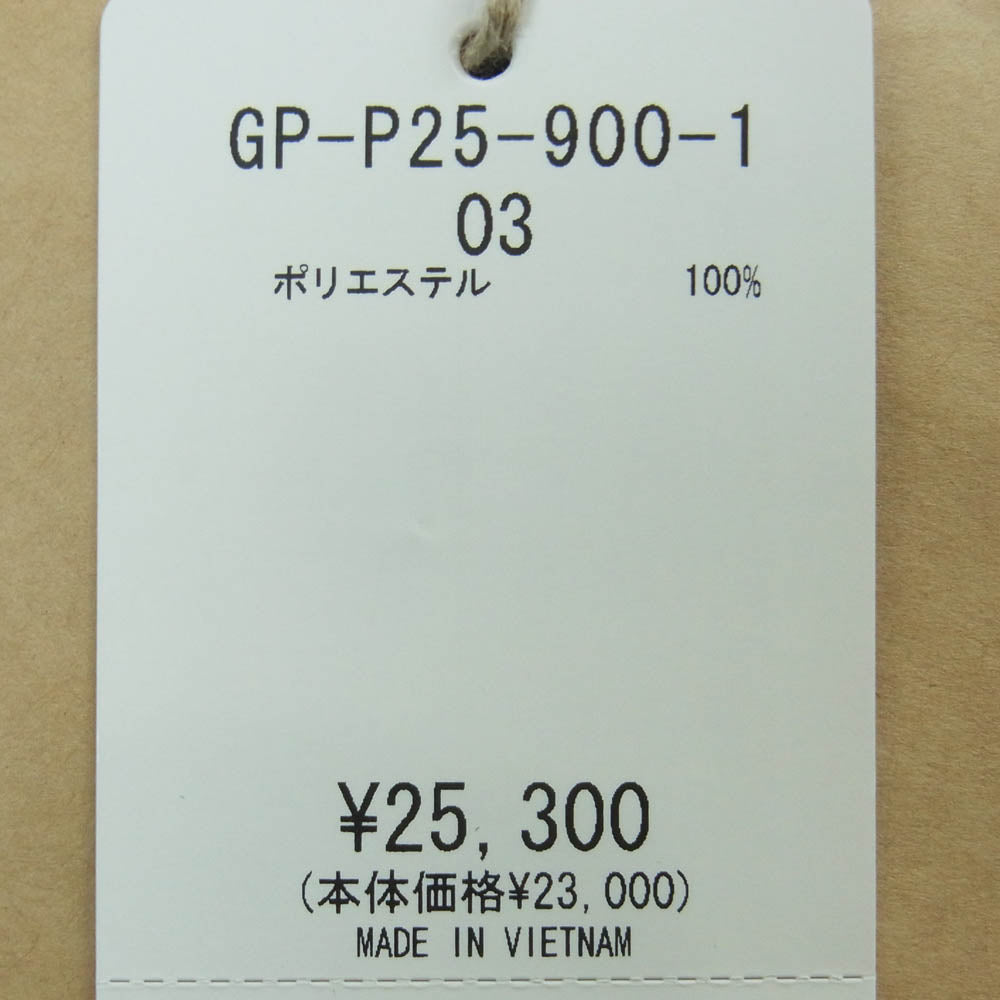 GP-P25-900-1
03
ポリエステル 100%
¥25,300
(本体価格¥23,000)
MADE IN VIETNAM